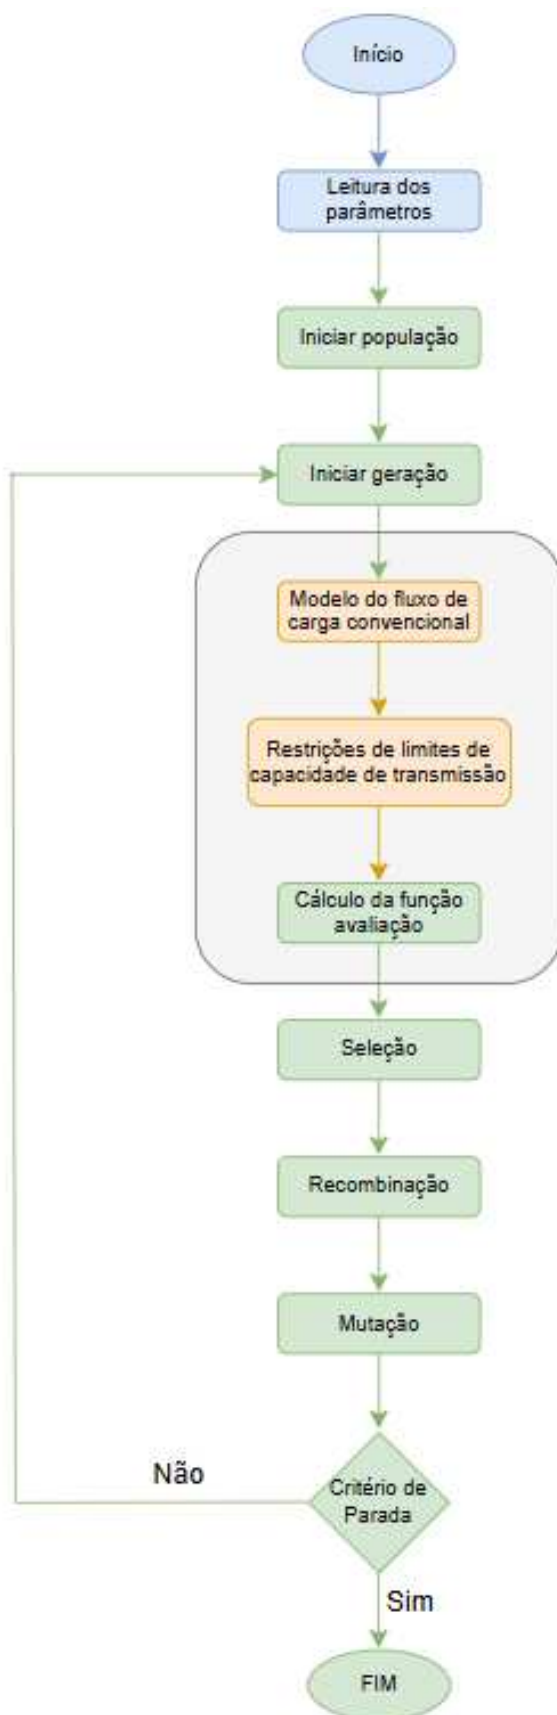 Início
Leitura dos
parâmetros
Iniciar população
Iniciar geração
Modelo do fluxo de
carga convencional
Restrições de limites de
capacidade de transmissão
Cálculo da função
avaliação
Seleção
Recombinação
Mutação
Não
Critério de
Parada
Sim
FIM